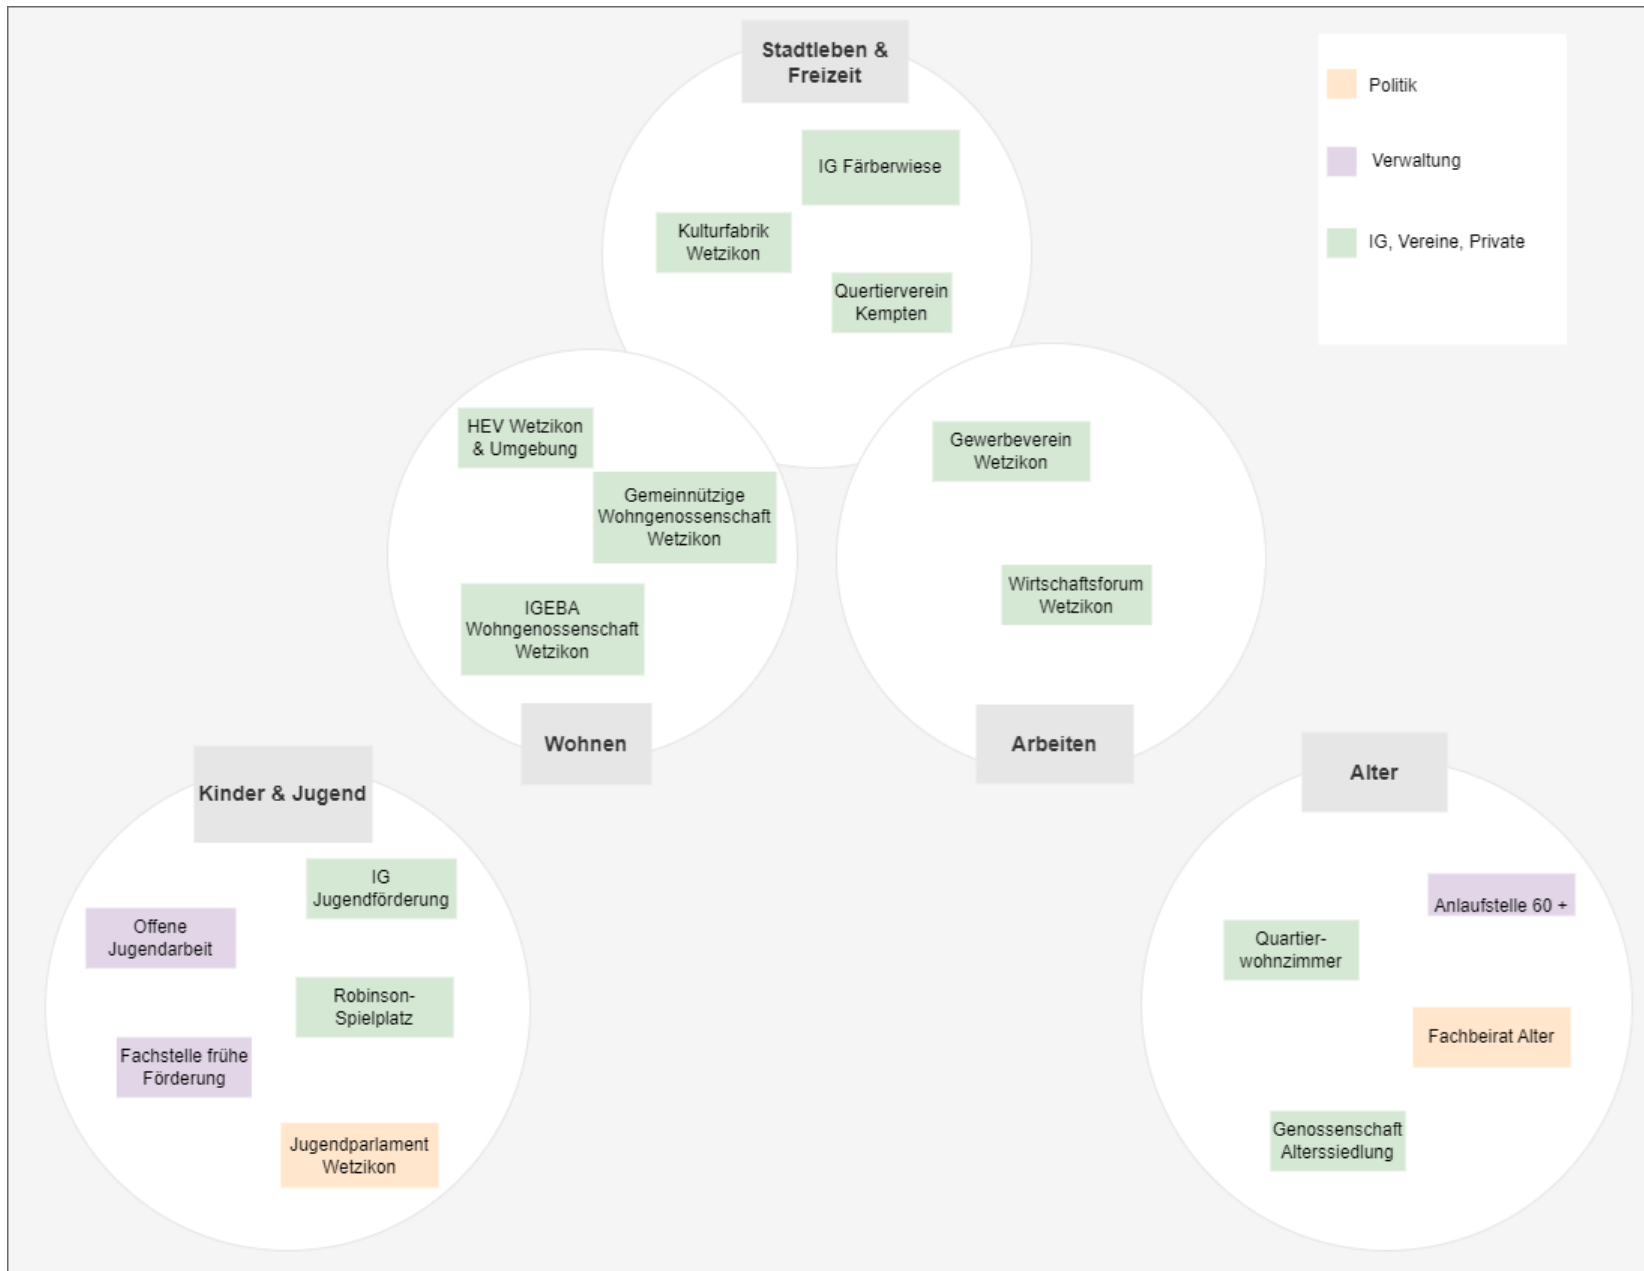 Stadtleben &
Freizeit
IG Färberwiese
Kulturfabrik
Wetzikon
Quertierverein
Kempten
Politik
Verwaltung
IG, Vereine, Private
HEV Wetzikon
& Umgebung
Gemeinnützige
Wohngenossenschaft
Wetzikon
IGEBA
Wohngenossenschaft
Wetzikon
Wohnen
Gewerbeverein
Wetzikon
Wirtschaftsforum
Wetzikon
Arbeiten
Kinder & Jugend
IG
Jugendförderung
Offene
Jugendarbeit
Robinson-
Spielplatz
Fachstelle frühe
Förderung
Jugendparlament
Wetzikon
Alter
Anlaufstelle 60 +
Quartier-
wohnzimmer
Fachbeirat Alter
Genossenschaft
Alterssiedlung